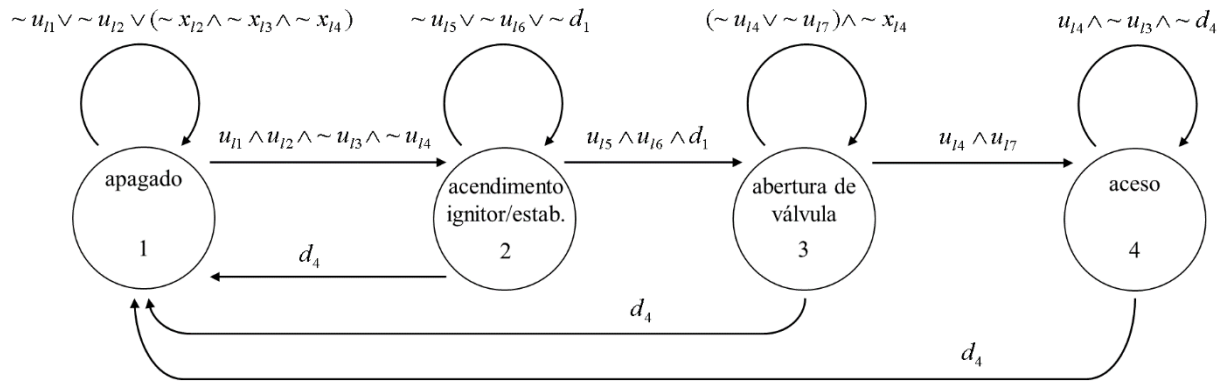 ~u_{l1} ∨ ~u_{l2} ∨ (~x_{l2} ∧ ~x_{l3} ∧ ~x_{l4})
~u_{l5} ∨ ~u_{l6} ∨ ~d_1
(~u_{l4} ∨ ~u_{l7}) ∧ ~x_{l4}
u_{l4} ∧ ~u_{l3} ∧ ~d_4
u_{l1} ∧ u_{l2} ∧ ~u_{l3} ∧ ~u_{l4}
u_{l5} ∧ u_{l6} ∧ d_1
u_{l4} ∧ u_{l7}
apagado
1
acendimento
ignitor/estab.
2
abertura de
válvula
3
aceso
4
d_4
d_4
d_4